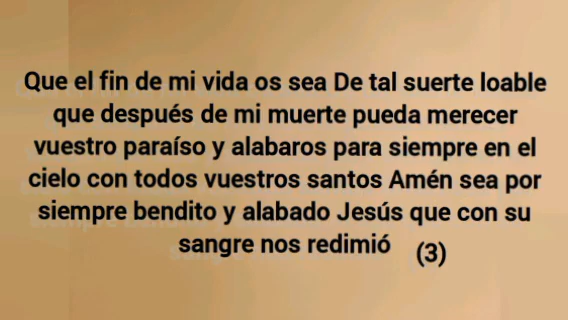 Que el fin de mi vida os sea De tal suerte loable
que después de mi muerte pueda merecer
vuestro paraíso y alabaros para siempre en el
cielo con todos vuestros santos Amén sea por
siempre bendito y alabado Jesús que con su
sangre nos redimió (3)